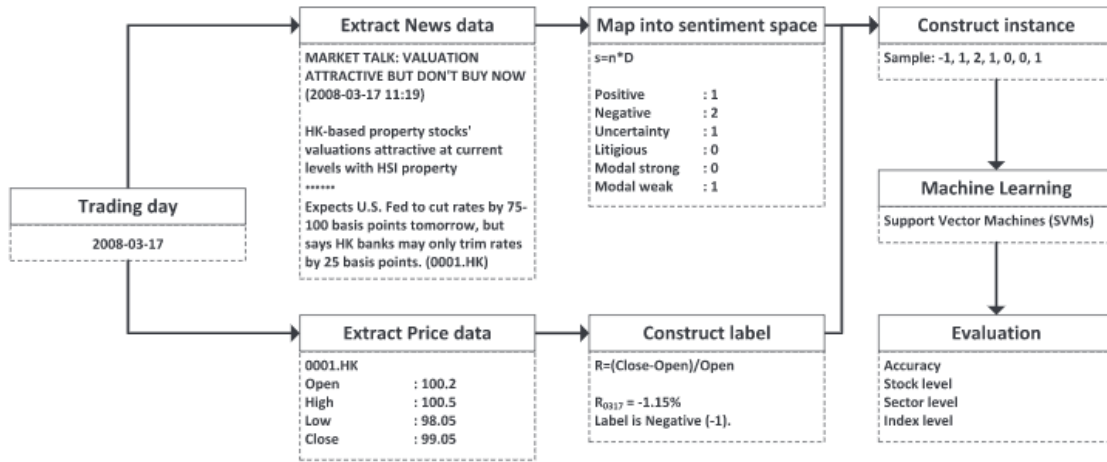 Trading day
2008-03-17
Extract News data
MARKET TALK: VALUATION
ATTRACTIVE BUT DON'T BUY NOW
(2008-03-17 11:19)
HK-based property stocks'
valuations attractive at current
levels with HSI property
......
Expects U.S. Fed to cut rates by 75-
100 basis points tomorrow, but
says HK banks may only trim rates
by 25 basis points. (0001.HK)
Map into sentiment space
s=n*D
Positive : 1
Negative : 2
Uncertainty : 1
Litigious : 0
Modal strong : 0
Modal weak : 1
Extract Price data
0001.HK
Open : 100.2
High : 100.5
Low : 98.05
Close : 99.05
Construct label
R=(Close-Open)/Open
R0317 = -1.15%
Label is Negative (-1).
Construct instance
Sample: -1, 1, 2, 1, 0, 0, 1
Machine Learning
Support Vector Machines (SVMs)
Evaluation
Accuracy
Stock level
Sector level
Index level